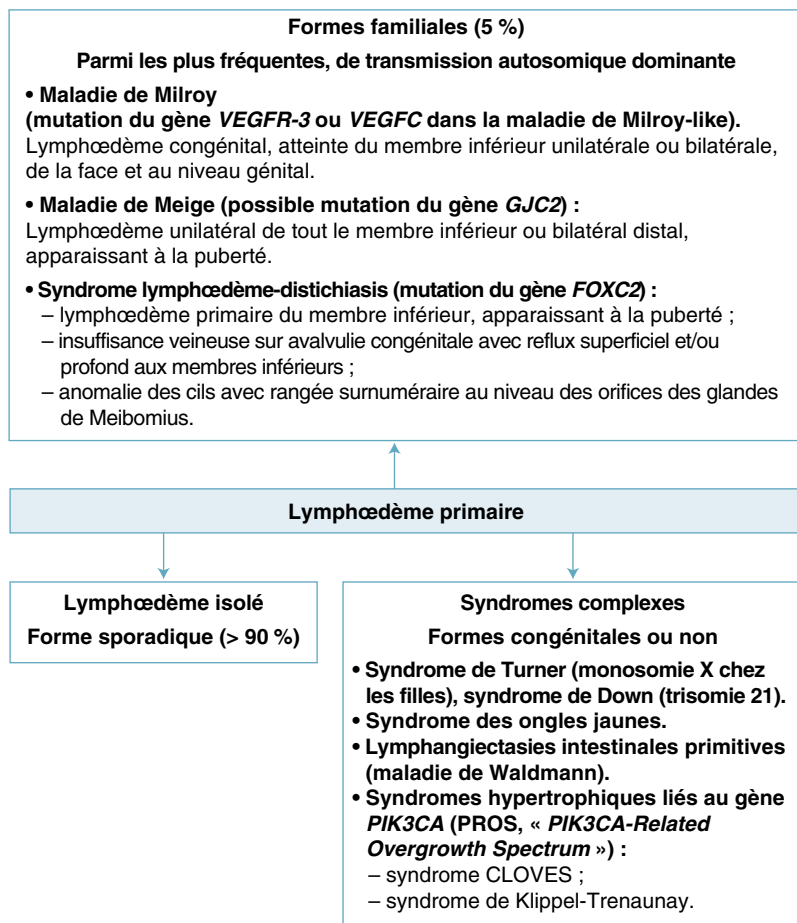 Formes familiales (5 %)
Parmi les plus fréquentes, de transmission autosomique dominante
• Maladie de Milroy
(mutation du gène VEGFR-3 ou VEGFC dans la maladie de Milroy-like).
Lymphœdème congénital, atteinte du membre inférieur unilatérale ou bilatérale,
de la face et au niveau génital.
• Maladie de Meige (possible mutation du gène GJC2) :
Lymphœdème unilatéral de tout le membre inférieur ou bilatéral distal,
apparaissant à la puberté.
• Syndrome lymphœdème-distichiasis (mutation du gène FOXC2) :
– lymphœdème primaire du membre inférieur, apparaissant à la puberté ;
– insuffisance veineuse sur avalvulie congénitale avec reflux superficiel et/ou
profond aux membres inférieurs ;
– anomalie des cils avec rangée surnuméraire au niveau des orifices des glandes
de Meibomius.
Lymphœdème primaire
Lymphœdème isolé
Forme sporadique (> 90 %)
Syndromes complexes
Formes congénitales ou non
• Syndrome de Turner (monosomie X chez
les filles), syndrome de Down (trisomie 21).
• Syndrome des ongles jaunes.
• Lymphangiectasies intestinales primitives
(maladie de Waldmann).
• Syndromes hypertrophiques liés au gène
PIK3CA (PROS, « PIK3CA-Related
Overgrowth Spectrum ») :
– syndrome CLOVES ;
– syndrome de Klippel-Trenaunay.